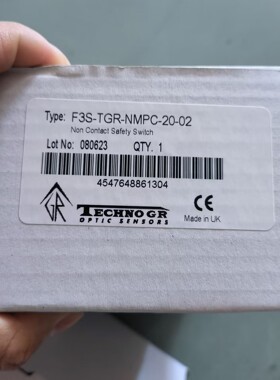 Type: F3S-TGR-NMPC-20-02
Non Contact Safety Switch
Lot No: 080623 QTY. 1
4547648861304
GR
TECHNO GR
OPTIC SENSORS
CE
Made in UK